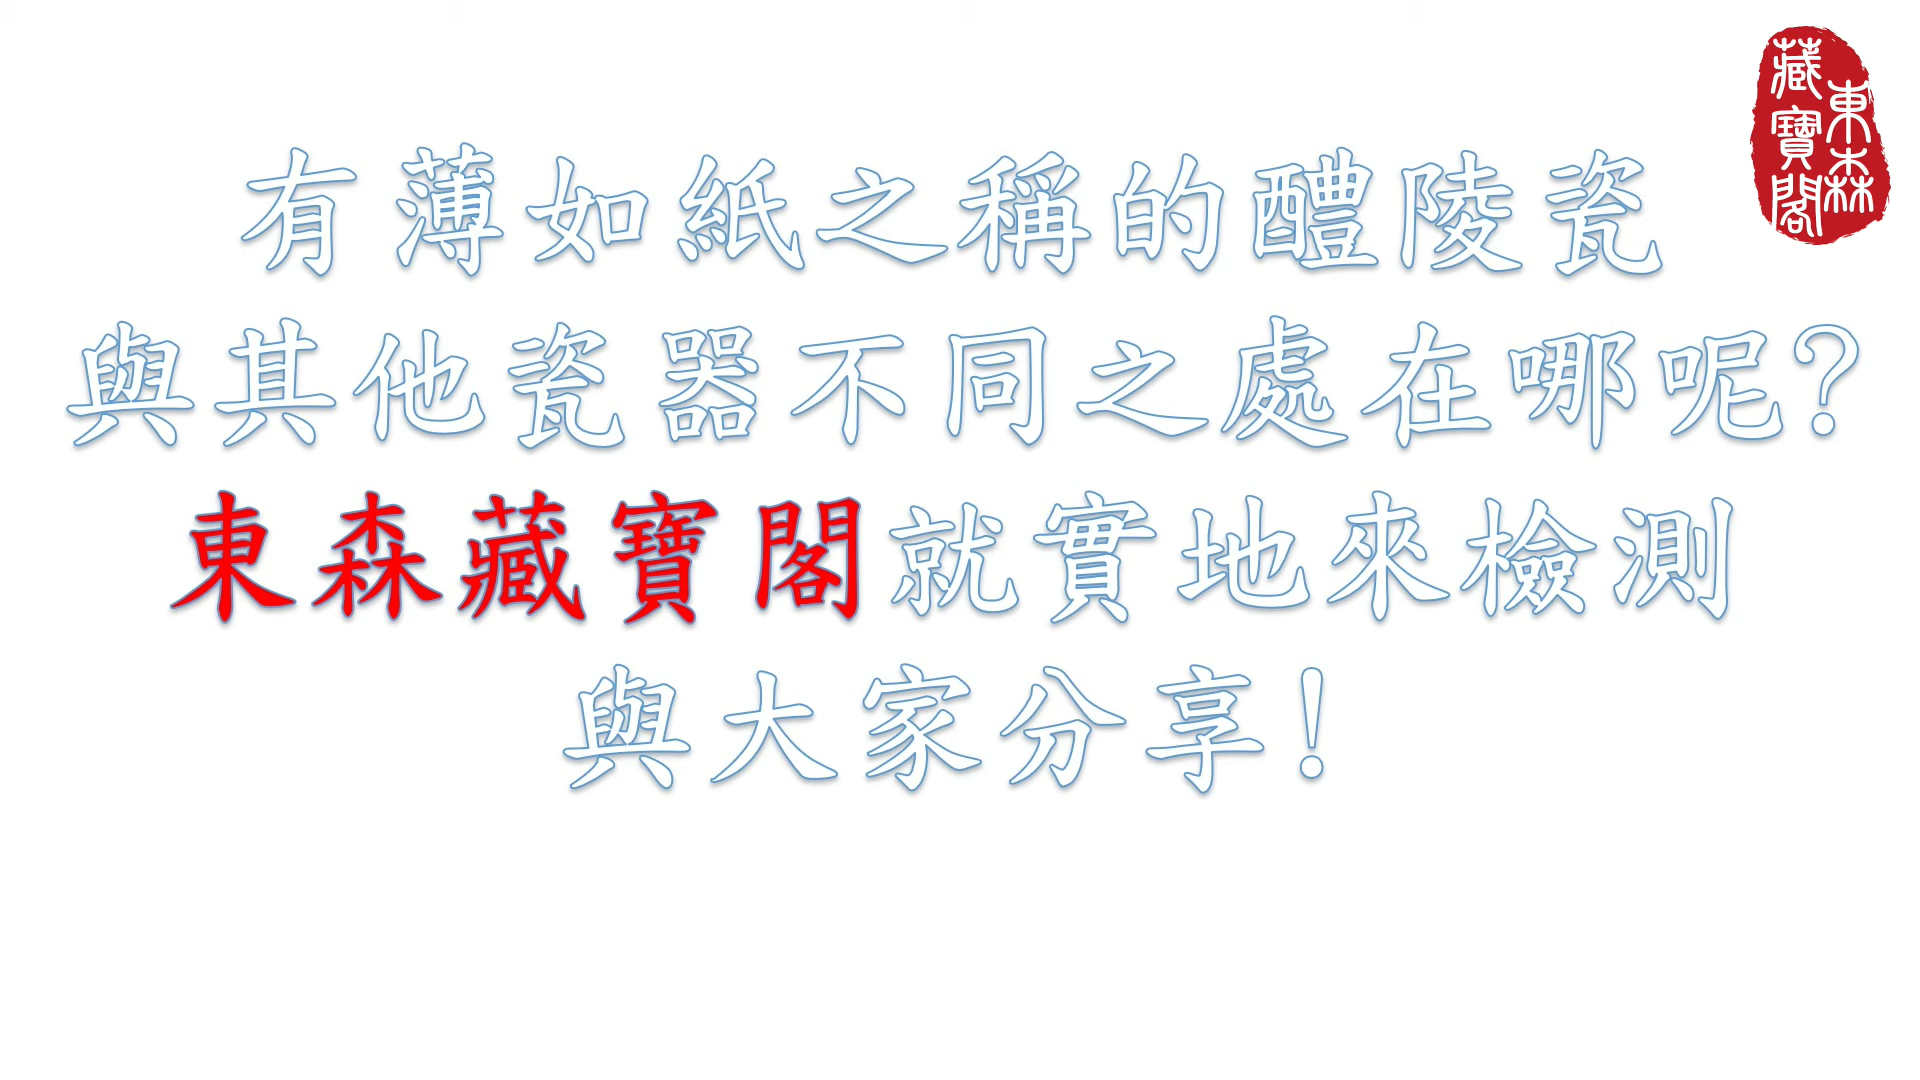 有薄如紙之稱的醴陵瓷
與其他瓷器不同之處在哪呢?
東森藏寶閣就實地來檢測
與大家分享!
東森
藏寶閣